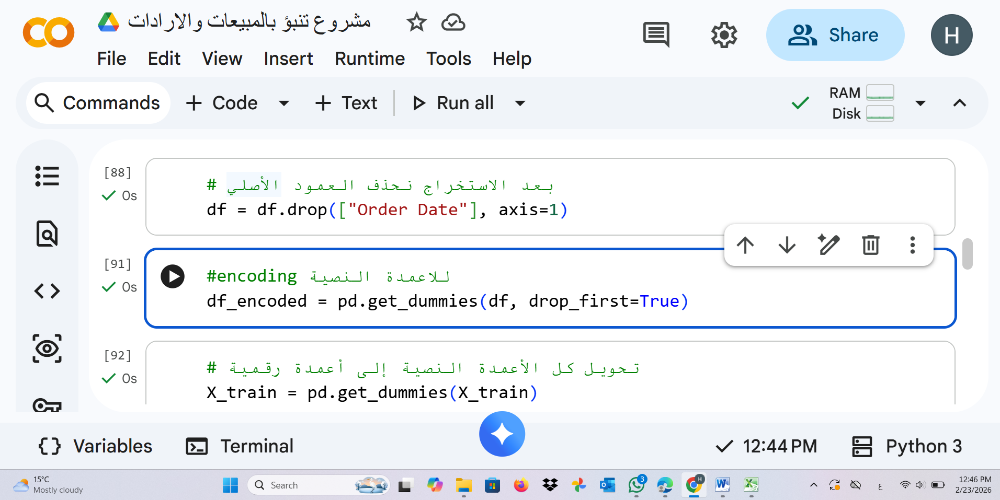 مشروع تنبؤ بالمبيعات والارادات
File Edit View Insert Runtime Tools Help
Share
H
Commands + Code + Text Run all
RAM
Disk
[88]
0s
# بعد الاستخراج نحذف العمود الأصلي
df = df.drop(["Order Date"], axis=1)
[91]
0s
#encoding للاعمدة النصية
df_encoded = pd.get_dummies(df, drop_first=True)
[92]
0s
# تحويل كل الأعمدة النصية إلى أعمدة رقمية
X_train = pd.get_dummies(X_train)
Variables Terminal 12:44 PM Python 3
15°C
Mostly cloudy
Search
3
H
ع
12:46 PM
2/23/2026